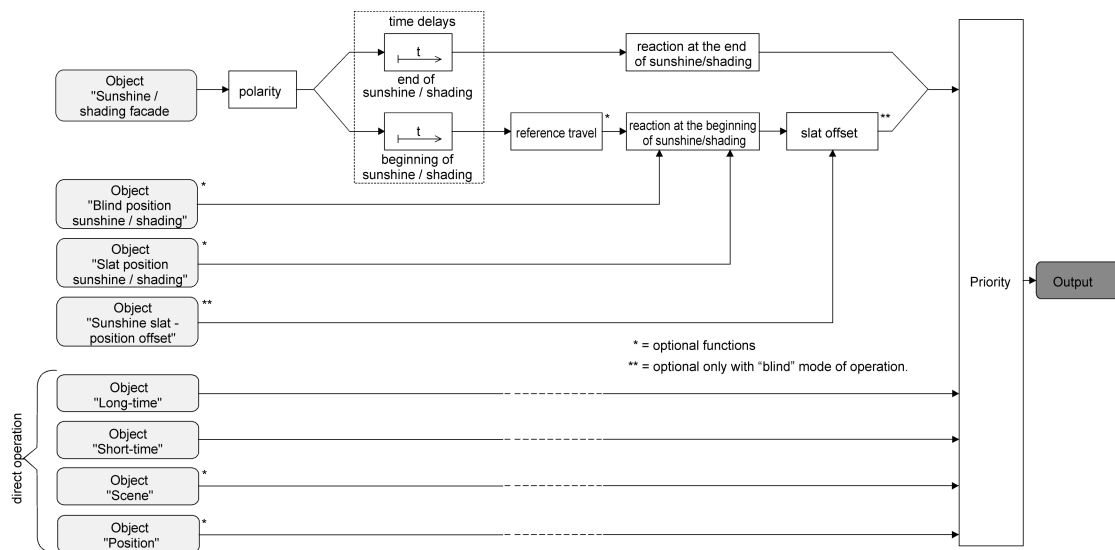 time delays
t
end of
sunshine / shading
reaction at the end
of sunshine/shading
Object
"Sunshine /
shading facade
polarity
t
beginning of
sunshine / shading
reference travel
*
reaction at the beginning
of sunshine/shading
slat offset
**
Object
"Blind position
sunshine / shading"
*
Object
"Slat position
sunshine / shading"
*
Object
"Sunshine slat -
position offset"
**
Priority
Output
* = optional functions
** = optional only with “blind” mode of operation.
direct operation
Object
"Long-time"
Object
"Short-time"
Object
"Scene"
*
Object
"Position"
*